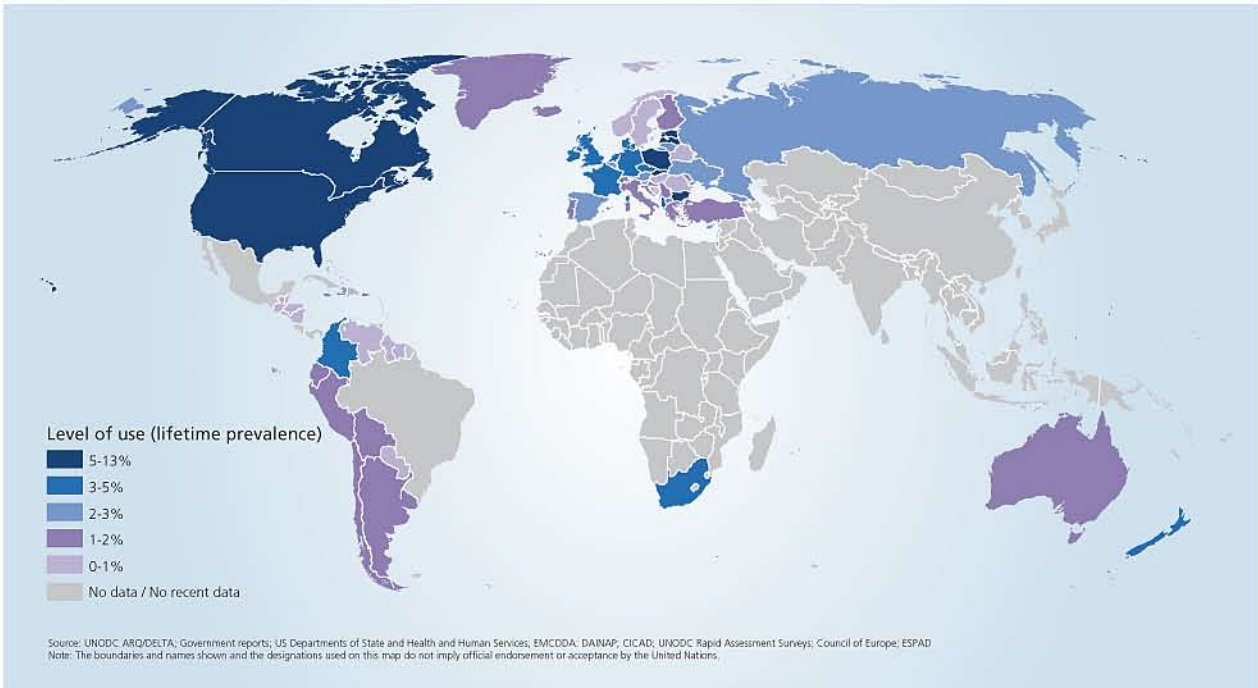 Level of use (lifetime prevalence)
5-13%
3-5%
2-3%
1-2%
0-1%
No data / No recent data
Source: UNODC ARQ/DELTA; Government reports; US Departments of State and Health and Human Services; EMCDDA: DAINAP; CICAD; UNODC Rapid Assessment Surveys; Council of Europe; ESPAD
Note: The boundaries and names shown and the designations used on this map do not imply official endorsement or acceptance by the United Nations.